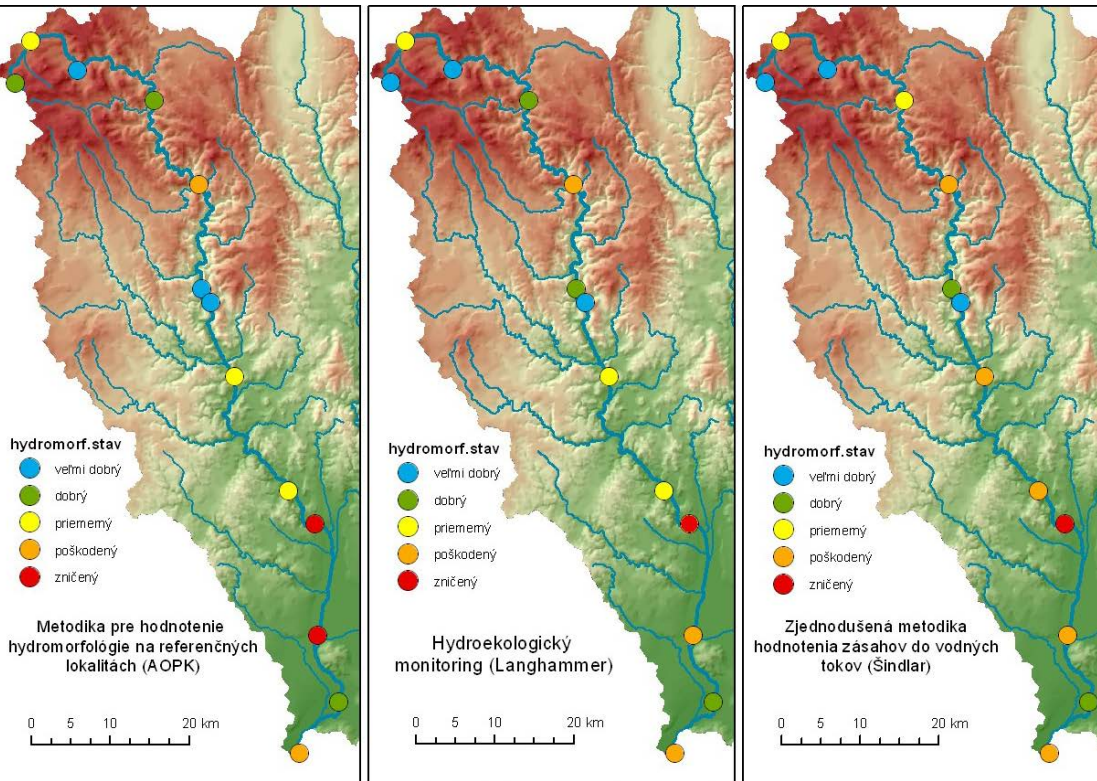 hydromorf.stav
veľmi dobrý
dobrý
priemerný
poškodený
zničený
Metodika pre hodnotenie
hydromorfológie na referenčných
lokalitách (AOPK)
0 5 10 20 km
hydromorf.stav
veľmi dobrý
dobrý
priemerný
poškodený
zničený
Hydroekologický
monitoring (Langhammer)
0 5 10 20 km
hydromorf.stav
veľmi dobrý
dobrý
priemerný
poškodený
zničený
Zjednodušená metodika
hodnotenia zásahov do vodných
tokov (Šindlar)
0 5 10 20 km